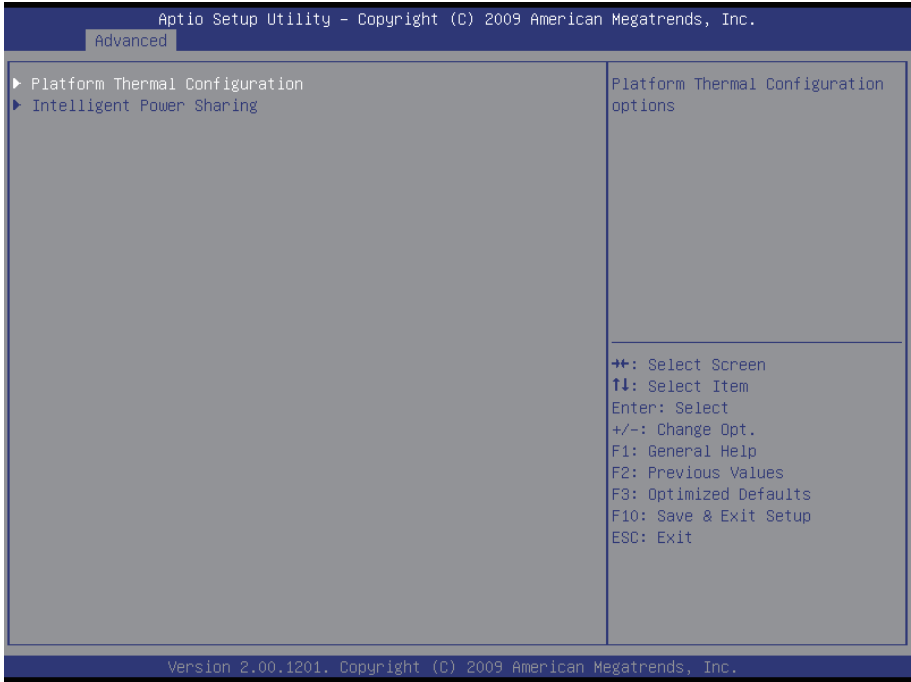 Aptio Setup Utility – Copyright (C) 2009 American Megatrends, Inc.
Advanced
▶ Platform Thermal Configuration
▶ Intelligent Power Sharing
Platform Thermal Configuration
options
→←: Select Screen
↑↓: Select Item
Enter: Select
+/-: Change Opt.
F1: General Help
F2: Previous Values
F3: Optimized Defaults
F10: Save & Exit Setup
ESC: Exit
Version 2.00.1201. Copyright (C) 2009 American Megatrends, Inc.